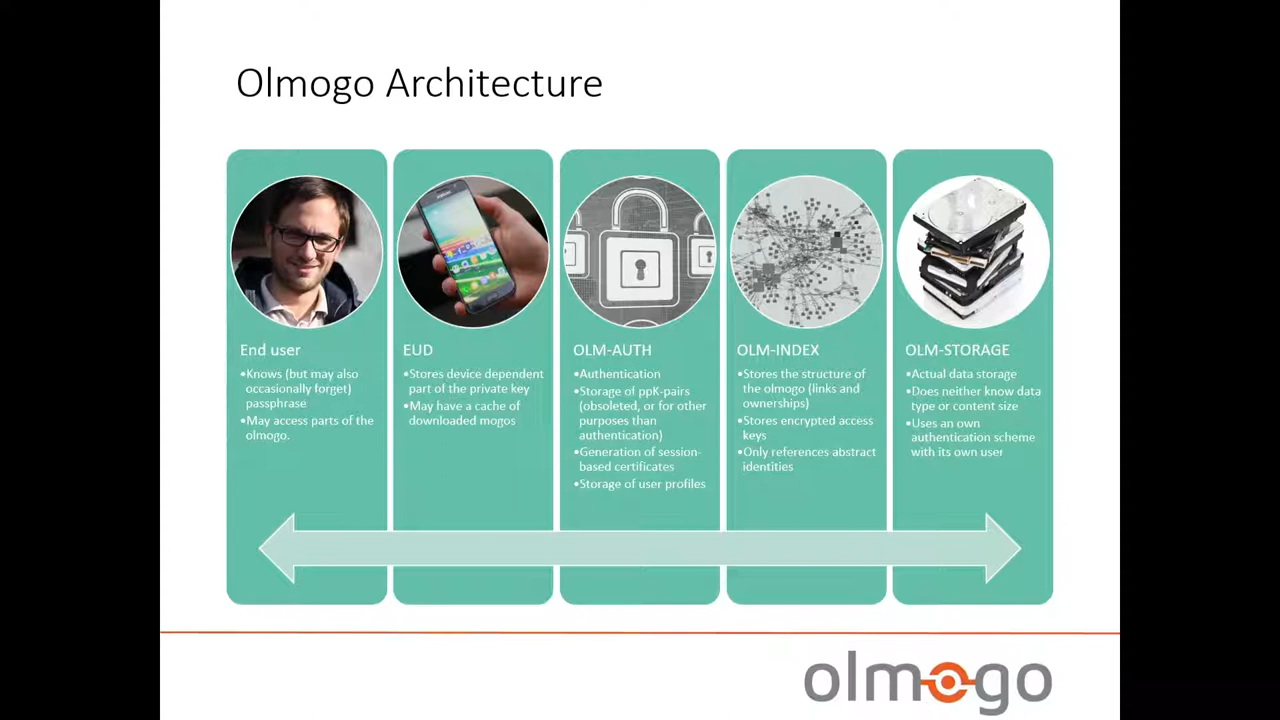 Olmogo Architecture
End user
•Knows (but may also
occasionally forget)
passphrase
•May access parts of the
olmogo.
EUD
•Stores device dependent
part of the private key
•May have a cache of
downloaded mogos
OLM-AUTH
•Authentication
•Storage of ppK-pairs
(obsoleted, or for other
purposes than
authentication)
•Generation of session-
based certificates
•Storage of user profiles
OLM-INDEX
•Stores the structure of
the olmogo (links and
ownerships)
•Stores encrypted access
keys
•Only references abstract
identities
OLM-STORAGE
•Actual data storage
•Does neither know data
type or content size
•Uses an own
authentication scheme
with its own user
olmogo